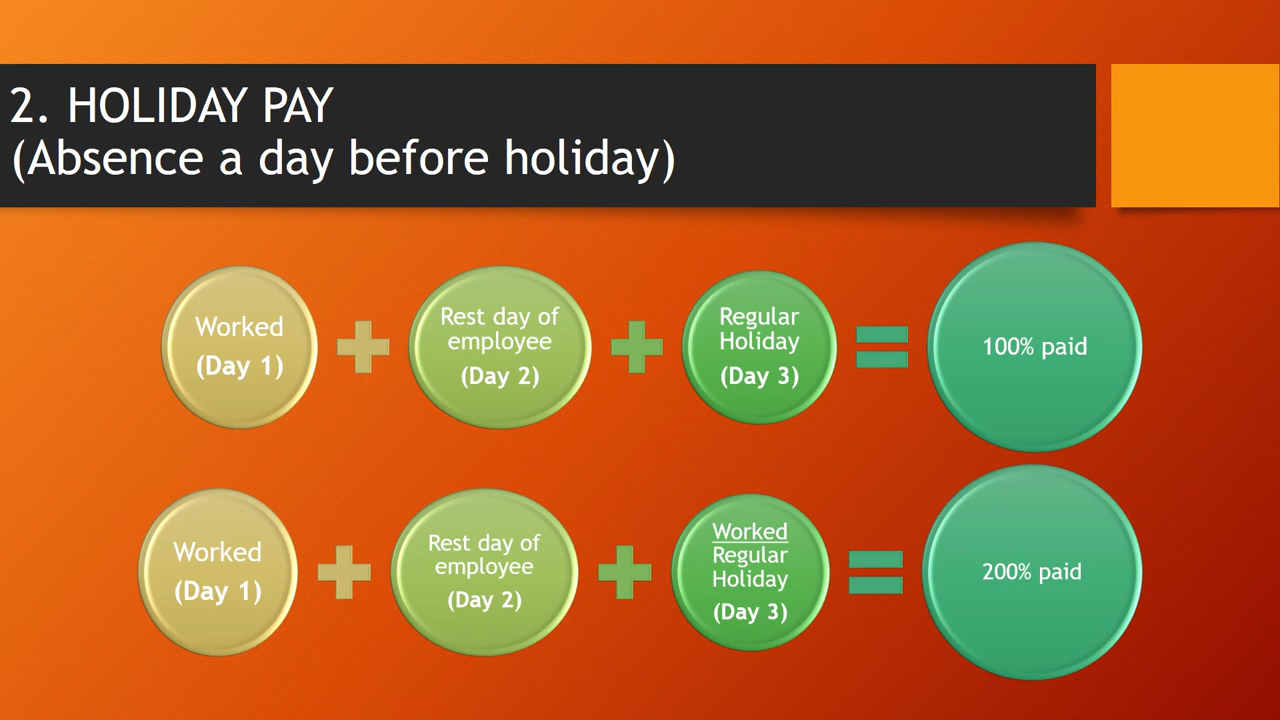 2. HOLIDAY PAY
(Absence a day before holiday)
Worked
(Day 1)
Rest day of
employee
(Day 2)
Regular
Holiday
(Day 3)
100% paid
Worked
(Day 1)
Rest day of
employee
(Day 2)
Worked
Regular
Holiday
(Day 3)
200% paid